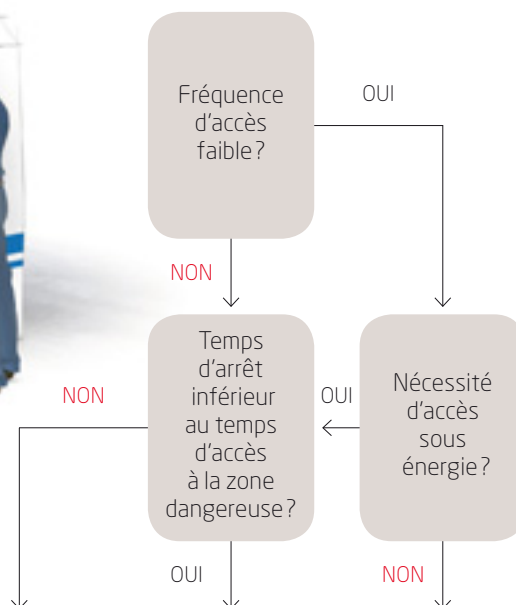 Fréquence
d'accès
faible ?
OUI
NON
Temps
d'arrêt
inférieur
au temps
d'accès
à la zone
dangereuse ?
NON
OUI
Nécessité
d'accès
sous
énergie ?
OUI
NON